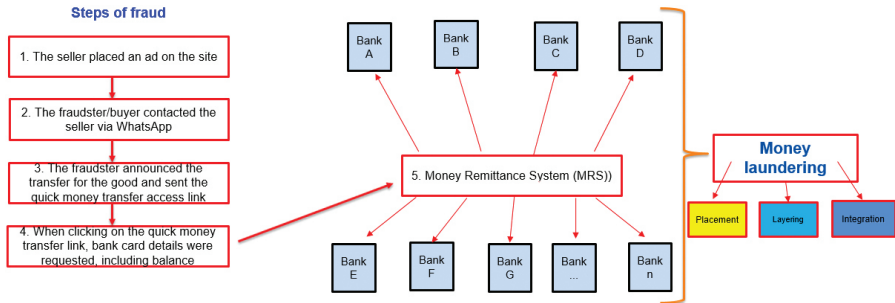 Steps of fraud
1. The seller placed an ad on the site
2. The fraudster/buyer contacted the
seller via WhatsApp
3. The fraudster announced the
transfer for the good and sent the
quick money transfer access link
4. When clicking on the quick money
transfer link, bank card details were
requested, including balance
Bank
A
Bank
B
Bank
C
Bank
D
5. Money Remittance System (MRS))
Bank
E
Bank
F
Bank
G
Bank
...
Bank
n
Money
laundering
Placement
Layering
Integration